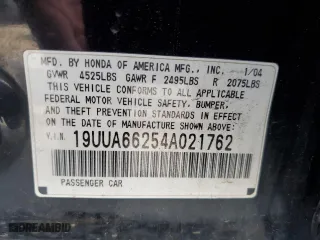 MFD. BY HONDA OF AMERICA MFG., INC. 1/04
GVWR 4525LBS GAWR F 2495LBS R 2075LBS
THIS VEHICLE CONFORMS TO ALL APPLICABLE
FEDERAL MOTOR VEHICLE SAFETY, BUMPER,
AND THEFT PREVENTION STANDARDS IN EFFECT ON
THE DATE OF MANUFACTURE SHOWN ABOVE.
V.I.N. 19UUA66254A021762
PASSENGER CAR
DREAMBID